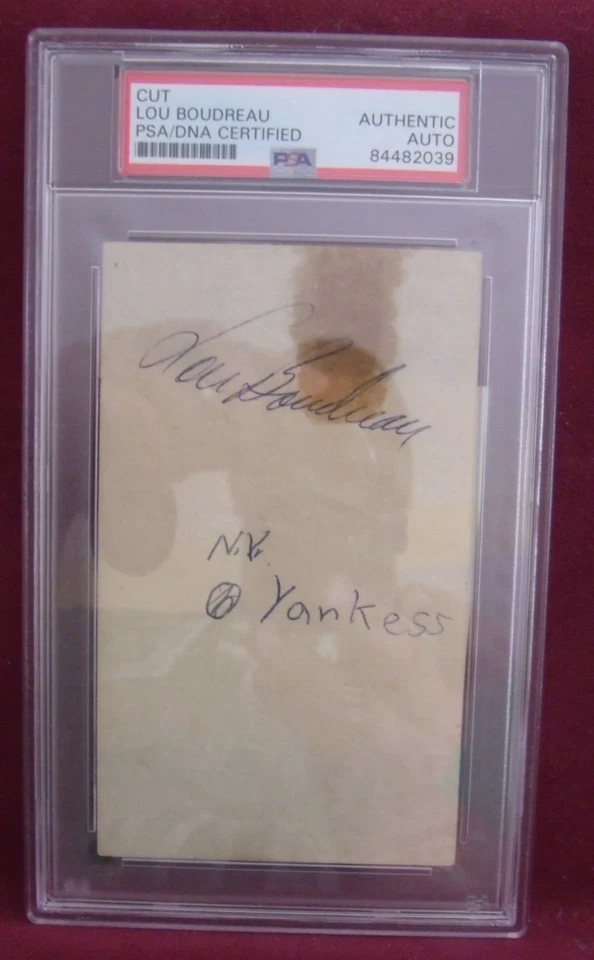 CUT
LOU BOUDREAU
PSA/DNA CERTIFIED
AUTHENTIC
AUTO
84482039
PSA
Lou Boudreau
N.Y.
Yankess